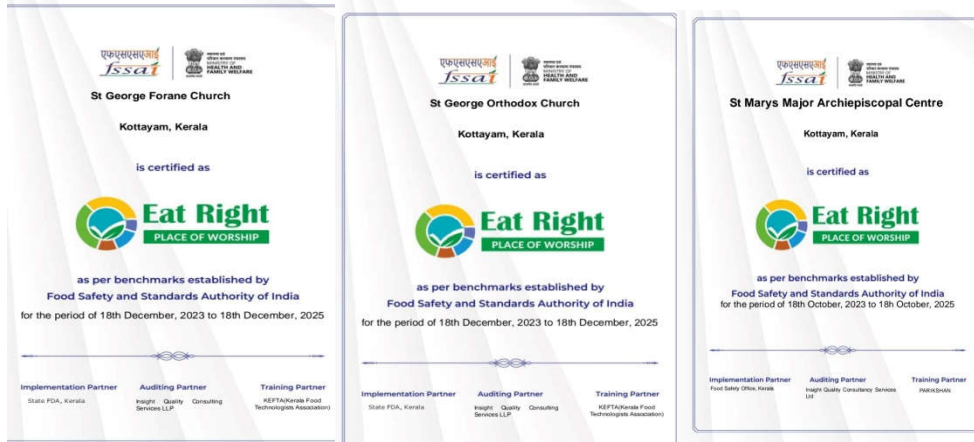 एफएसएसएआई
fssai
MINISTRY OF
HEALTH AND
FAMILY WELFARE
St George Forane Church
Kottayam, Kerala
is certified as
Eat Right
PLACE OF WORSHIP
as per benchmarks established by
Food Safety and Standards Authority of India
for the period of 18th December, 2023 to 18th December, 2025
Implementation Partner
State FDA, Kerala
Auditing Partner
Insight Quality Consulting
Services LLP
Training Partner
KEFTA(Kerala Food
Technologists Association)
एफएसएसएआई
fssai
MINISTRY OF
HEALTH AND
FAMILY WELFARE
St George Orthodox Church
Kottayam, Kerala
is certified as
Eat Right
PLACE OF WORSHIP
as per benchmarks established by
Food Safety and Standards Authority of India
for the period of 18th December, 2023 to 18th December, 2025
Implementation Partner
State FDA, Kerala
Auditing Partner
Insight Quality Consulting
Services LLP
Training Partner
KEFTA(Kerala Food
Technologists Association)
एफएसएसएआई
fssai
MINISTRY OF
HEALTH AND
FAMILY WELFARE
St Marys Major Archiepiscopal Centre
Kottayam, Kerala
is certified as
Eat Right
PLACE OF WORSHIP
as per benchmarks established by
Food Safety and Standards Authority of India
for the period of 18th October, 2023 to 18h October, 2025
Implementation Partner
Food Safety Office, Kerala
Auditing Partner
Insight Quality Consultancy Services
Ltd
Training Partner
PARIKSHAN